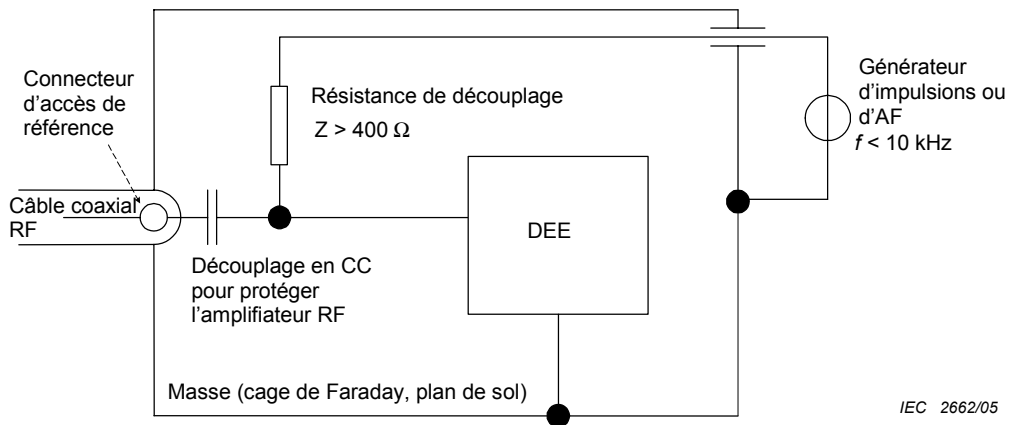 Connecteur
d'accès de
référence
Câble coaxial
RF
Résistance de découplage
Z > 400 Ω
Découplage en CC
pour protéger
l'amplifiateur RF
DEE
Générateur
d'impulsions ou
d'AF
f < 10 kHz
Masse (cage de Faraday, plan de sol)
IEC 2662/05